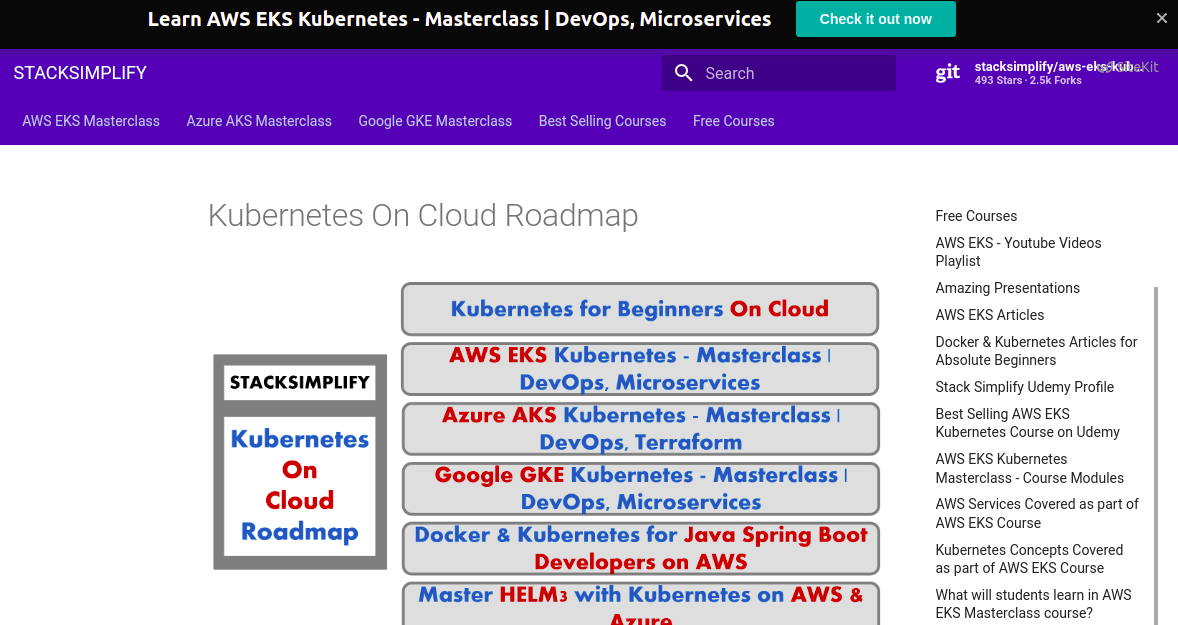 Learn AWS EKS Kubernetes - Masterclass | DevOps, Microservices
Check it out now
STACKSIMPLIFY
Search
git
stacksimplify/aws-eks-kub...
493 Stars · 2.5k Forks
AWS EKS Masterclass
Azure AKS Masterclass
Google GKE Masterclass
Best Selling Courses
Free Courses
Kubernetes On Cloud Roadmap
STACKSIMPLIFY
Kubernetes
On
Cloud
Roadmap
Kubernetes for Beginners On Cloud
AWS EKS Kubernetes - Masterclass |
DevOps, Microservices
Azure AKS Kubernetes - Masterclass |
DevOps, Terraform
Google GKE Kubernetes - Masterclass |
DevOps, Microservices
Docker & Kubernetes for Java Spring Boot
Developers on AWS
Master HELM3 with Kubernetes on AWS &
Azure
Free Courses
AWS EKS - Youtube Videos
Playlist
Amazing Presentations
AWS EKS Articles
Docker & Kubernetes Articles for
Absolute Beginners
Stack Simplify Udemy Profile
Best Selling AWS EKS
Kubernetes Course on Udemy
AWS EKS Kubernetes
Masterclass - Course Modules
AWS Services Covered as part of
AWS EKS Course
Kubernetes Concepts Covered
as part of AWS EKS Course
What will students learn in AWS
EKS Masterclass course?